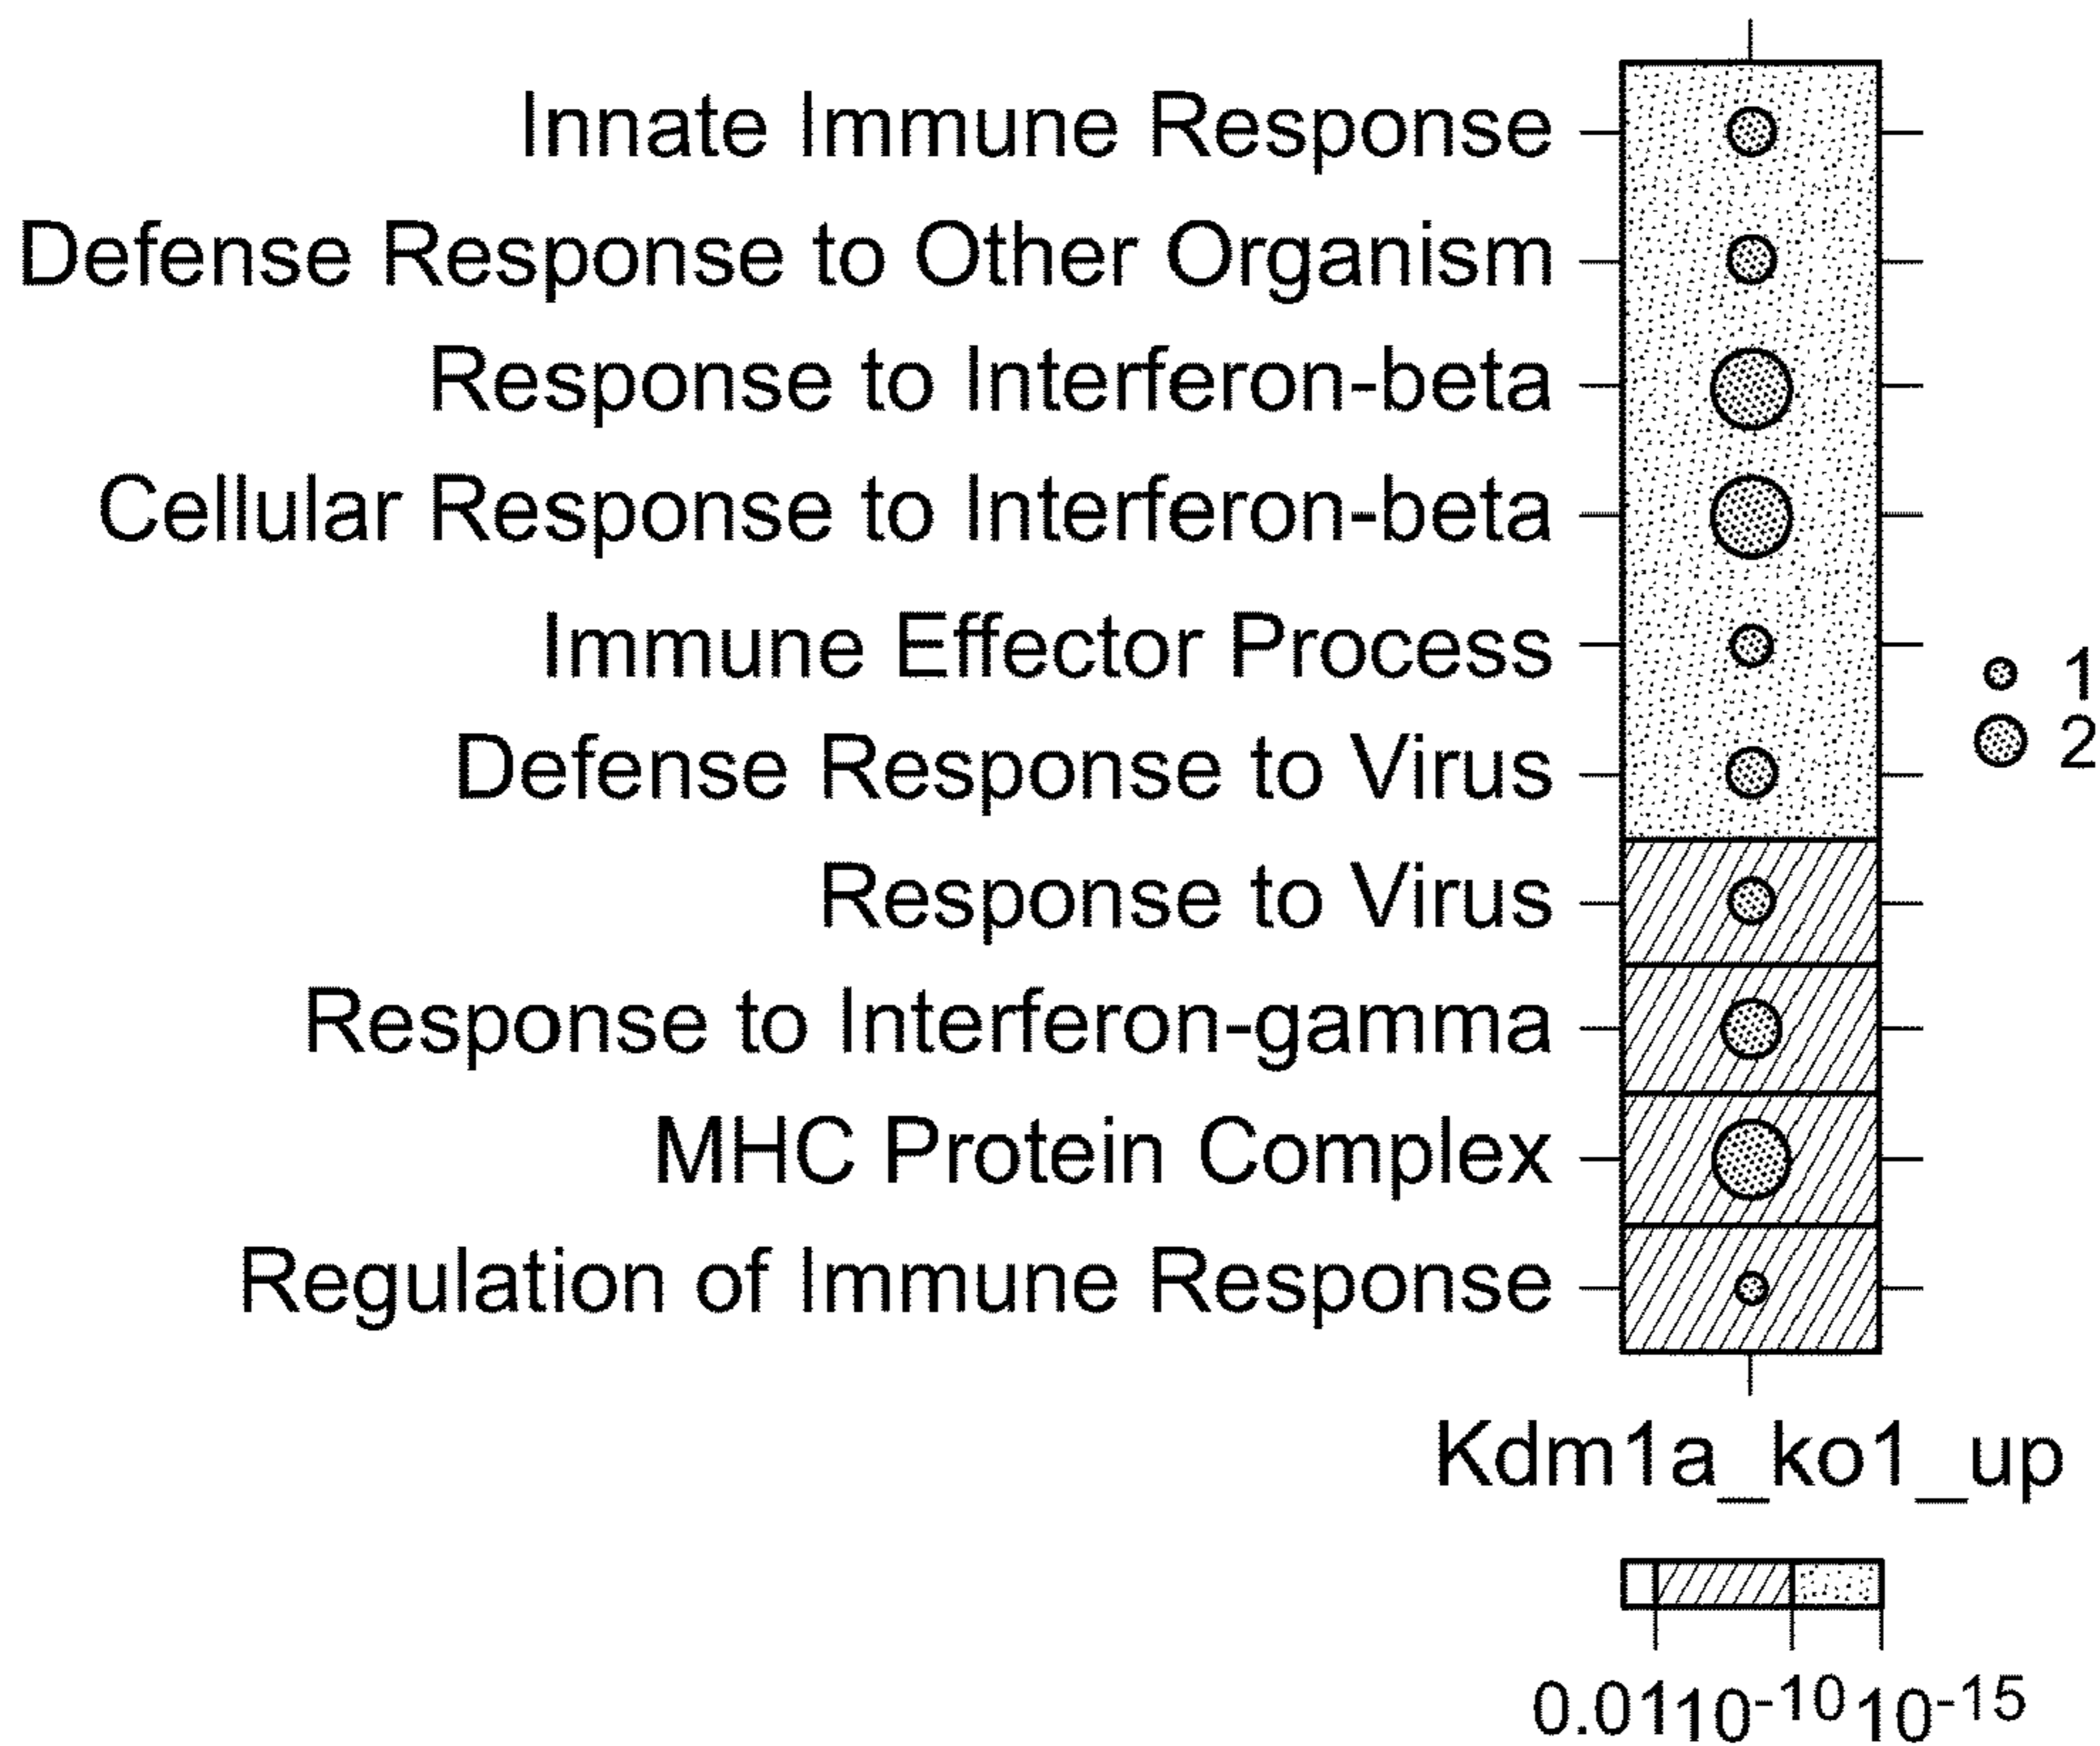 Innate Immune Response
Defense Response to Other Organism
Response to Interferon-beta
Cellular Response to Interferon-beta
Immune Effector Process
1
Defense Response to Virus
2
Response to Virus
Response to Interferon-gamma
MHC Protein Complex
Regulation of Immune Response
Kdm1a_ko1_up
0.01 10⁻¹⁰ 10⁻¹⁵